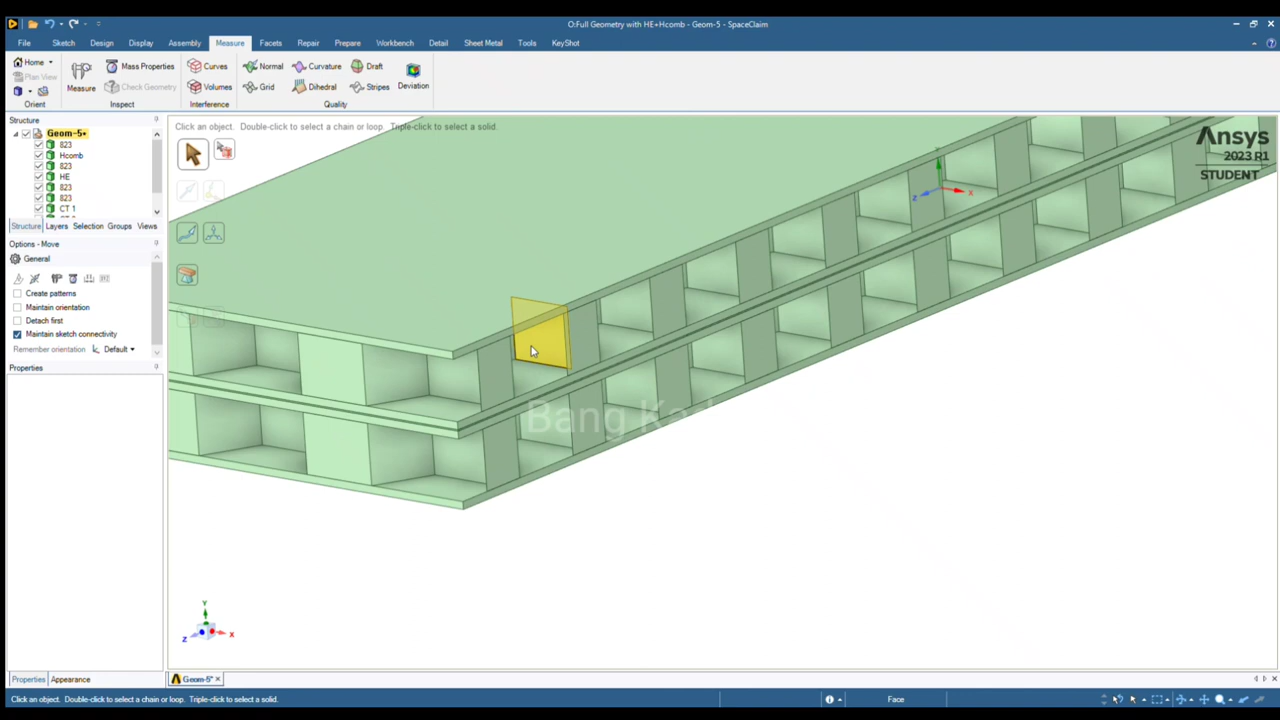 O:Full Geometry with HE+Hcomb - Geom-5 - SpaceClaim
File Sketch Design Display Assembly Measure Facets Repair Prepare Workbench Detail Sheet Metal Tools KeyShot
Home
Plan View
Orient
Measure
Mass Properties
Check Geometry
Inspect
Curves
Volumes
Interference
Normal Curvature Draft
Grid Dihedral Stripes
Deviation
Quality
Structure
Geom-5*
823
Hcomb
823
HE
823
823
CT 1
Structure Layers Selection Groups Views
Options - Move
General
Create patterns
Maintain orientation
Detach first
Maintain sketch connectivity
Remember orientation Default
Properties
Properties Appearance
Click an object. Double-click to select a chain or loop. Triple-click to select a solid.
Ansys
2023 R1
STUDENT
X
Z
Bang
Y
Z
X
Geom-5*
Click an object. Double-click to select a chain or loop. Triple-click to select a solid.
Face